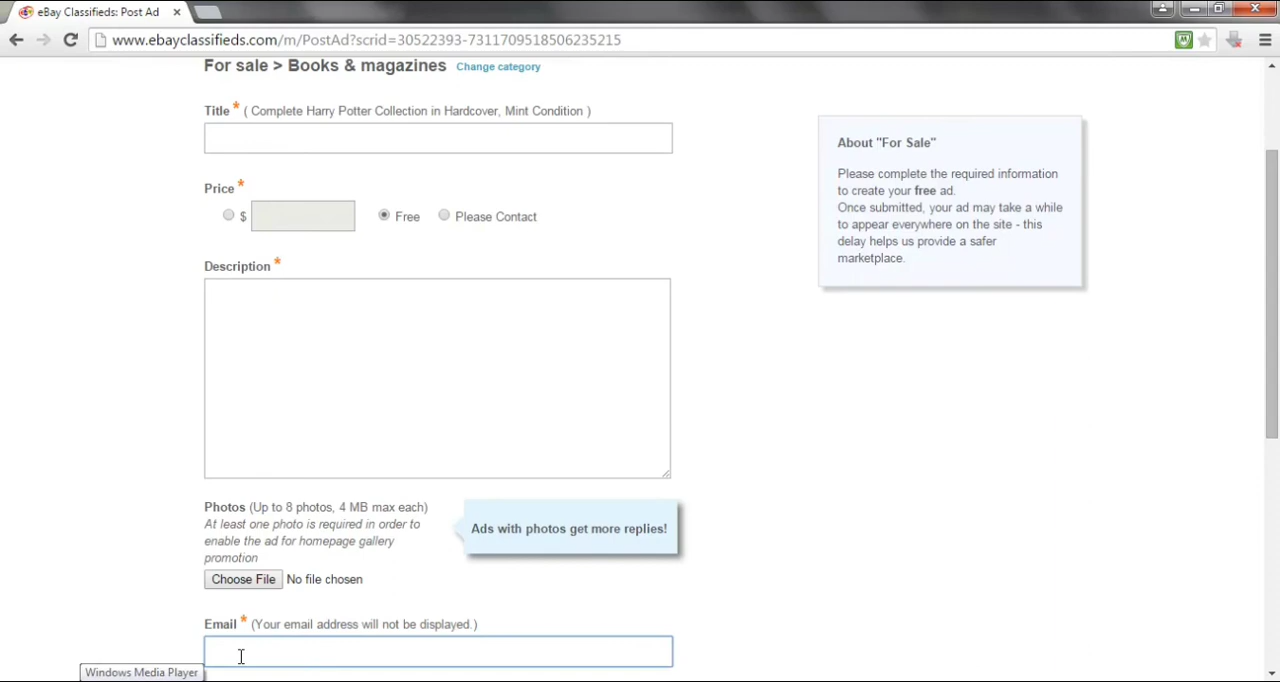 eBay Classifieds: Post Ad
www.ebayclassifieds.com/m/PostAd?scrid=30522393-7311709518506235215
For sale > Books & magazines Change category
Title * ( Complete Harry Potter Collection in Hardcover, Mint Condition )
Price *
$ Free Please Contact
Description *
Photos (Up to 8 photos, 4 MB max each)
At least one photo is required in order to
enable the ad for homepage gallery
promotion
Ads with photos get more replies!
Choose File No file chosen
Email * (Your email address will not be displayed.)
Windows Media Player
About "For Sale"
Please complete the required information
to create your free ad.
Once submitted, your ad may take a while
to appear everywhere on the site - this
delay helps us provide a safer
marketplace.